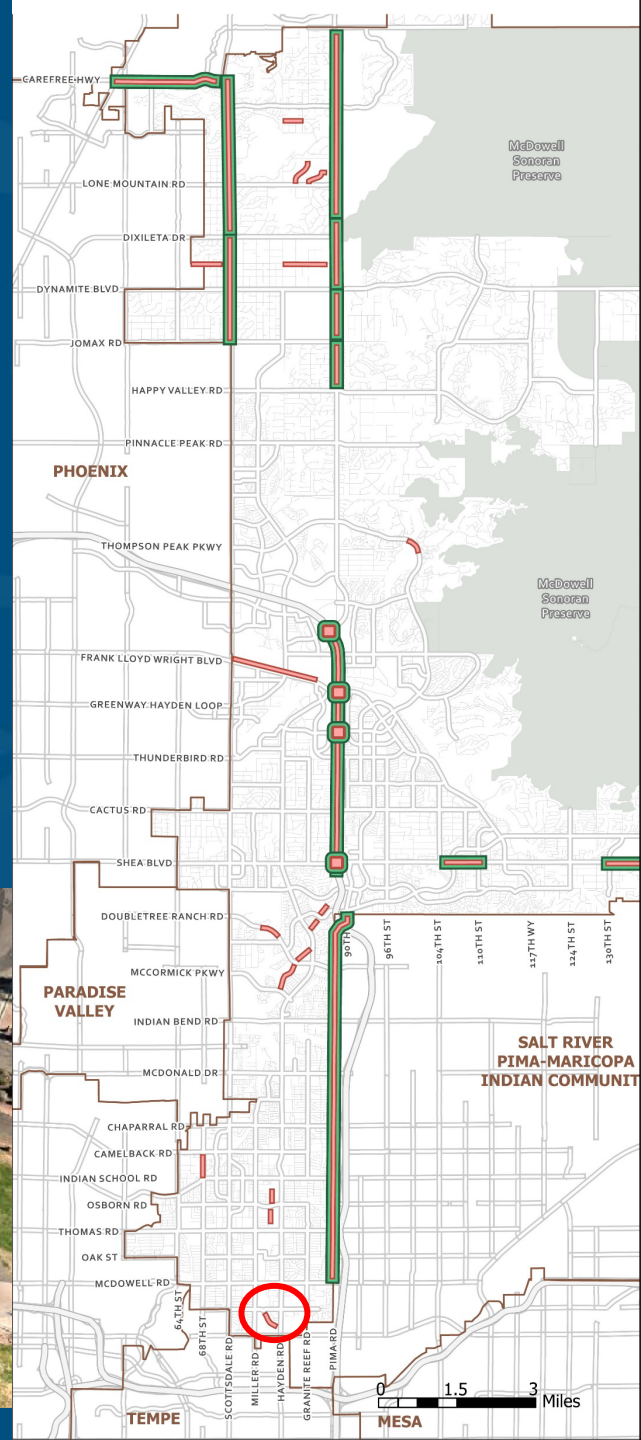 CAREFREE HWY
McDowell
Sonoran
Preserve
LONE MOUNTAIN RD
DIXILETA DR
DYNAMITE BLVD
JOMAX RD
HAPPY VALLEY RD
PINNACLE PEAK RD
PHOENIX
THOMPSON PEAK PKWY
McDowell
Sonoran
Preserve
FRANK LLOYD WRIGHT BLVD
GREENWAY HAYDEN LOOP
THUNDERBIRD RD
CACTUS RD
SHEA BLVD
DOUBLETREE RANCH RD
90TH
96TH ST
104TH ST
110TH ST
117TH WY
124TH ST
130TH ST
MCCORMICK PKWY
PARADISE
VALLEY
INDIAN BEND RD
SALT RIVER
PIMA-MARICOPA
INDIAN COMMUNIT
MCDONALD DR
CHAPARRAL RD
CAMELBACK RD
INDIAN SCHOOL RD
OSBORN RD
THOMAS RD
OAK ST
MCDOWELL RD
64TH ST
68TH ST
SCOTTSDALE RD
MILLER RD
HAYDEN RD
GRANITE REEF RD
PIMA RD
0 1.5 3
Miles
TEMPE
MESA